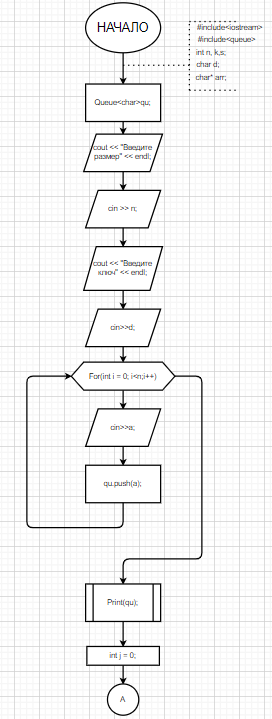 НАЧАЛО
#include<iostream>
#include<queue>
int n, k,s;
char d;
char* arr;
Queue<char>qu;
cout << "Введите
размер" << endl;
cin >> n;
cout << "Введите
ключ" << endl;
cin>>d;
For(int i = 0; i<n;i++)
cin>>a;
qu.push(a);
Print(qu);
int j = 0;
A